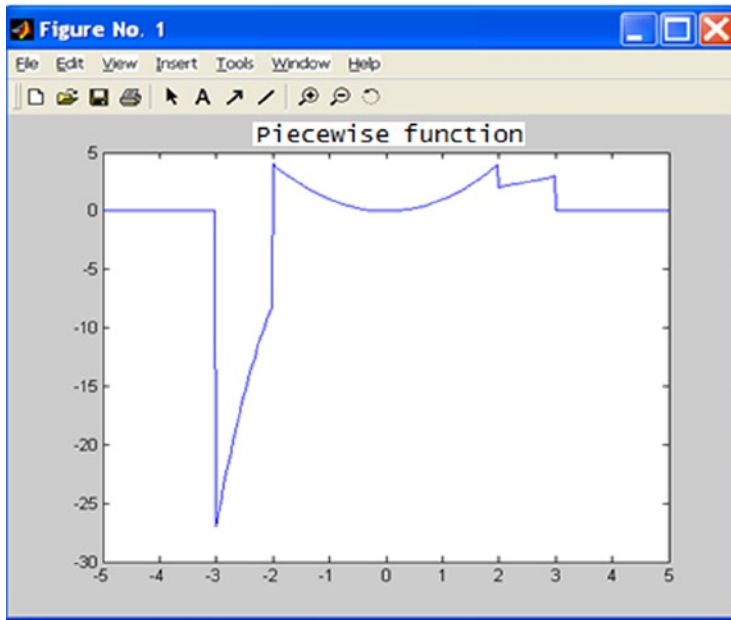 Figure No. 1
File Edit View Insert Tools Window Help
A
Piecewise function
5
0
-5
-10
-15
-20
-25
-30
-5 -4 -3 -2 -1 0 1 2 3 4 5